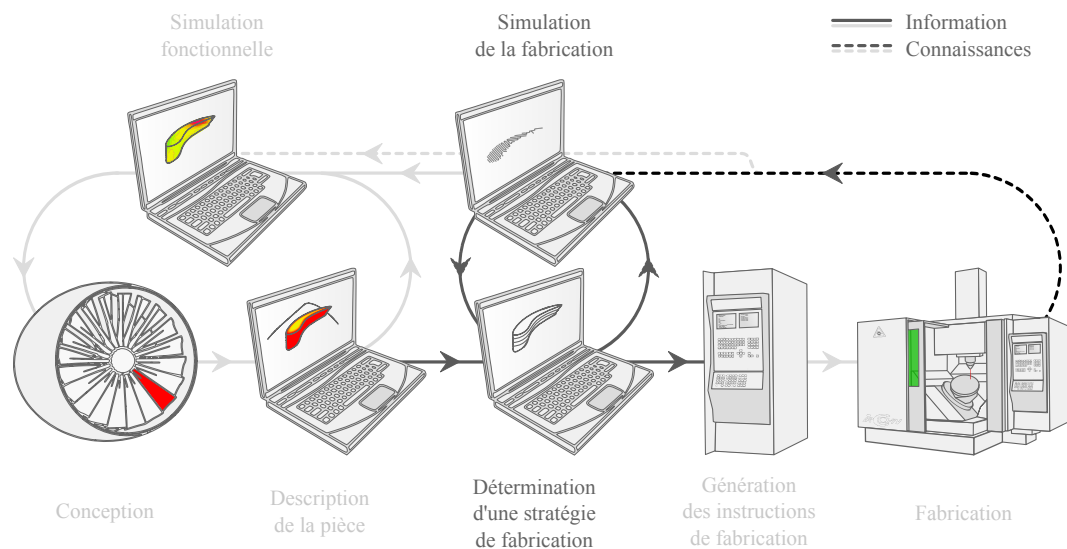 Simulation
fonctionnelle
Simulation
de la fabrication
Information
Connaissances
Conception
Description
de la pièce
Détermination
d'une stratégie
de fabrication
Génération
des instructions
de fabrication
Fabrication